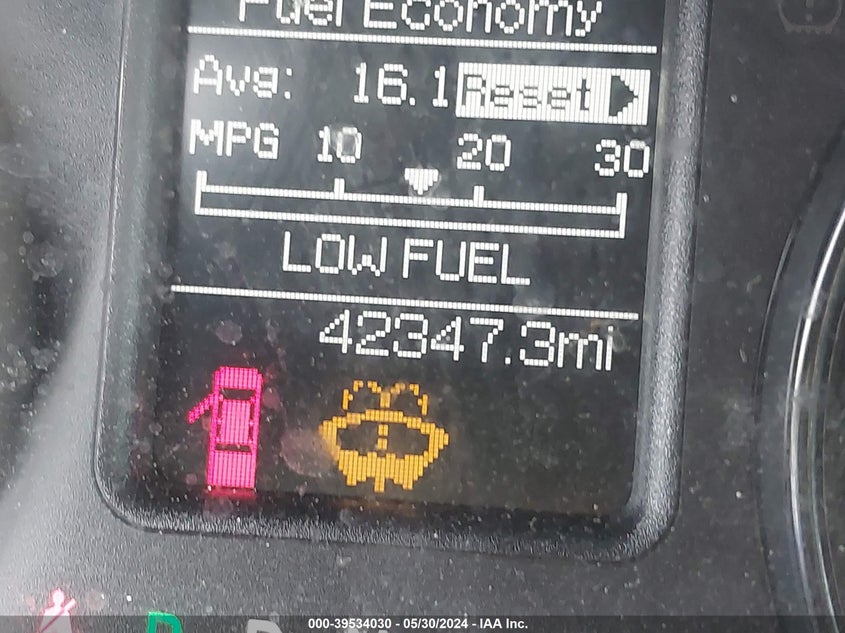 Fuel Economy
Avg: 16.1 Reset
MPG 10 20 30
LOW FUEL
42347.3mi
P
000-39534030 - 05/30/2024 - IAA Inc.